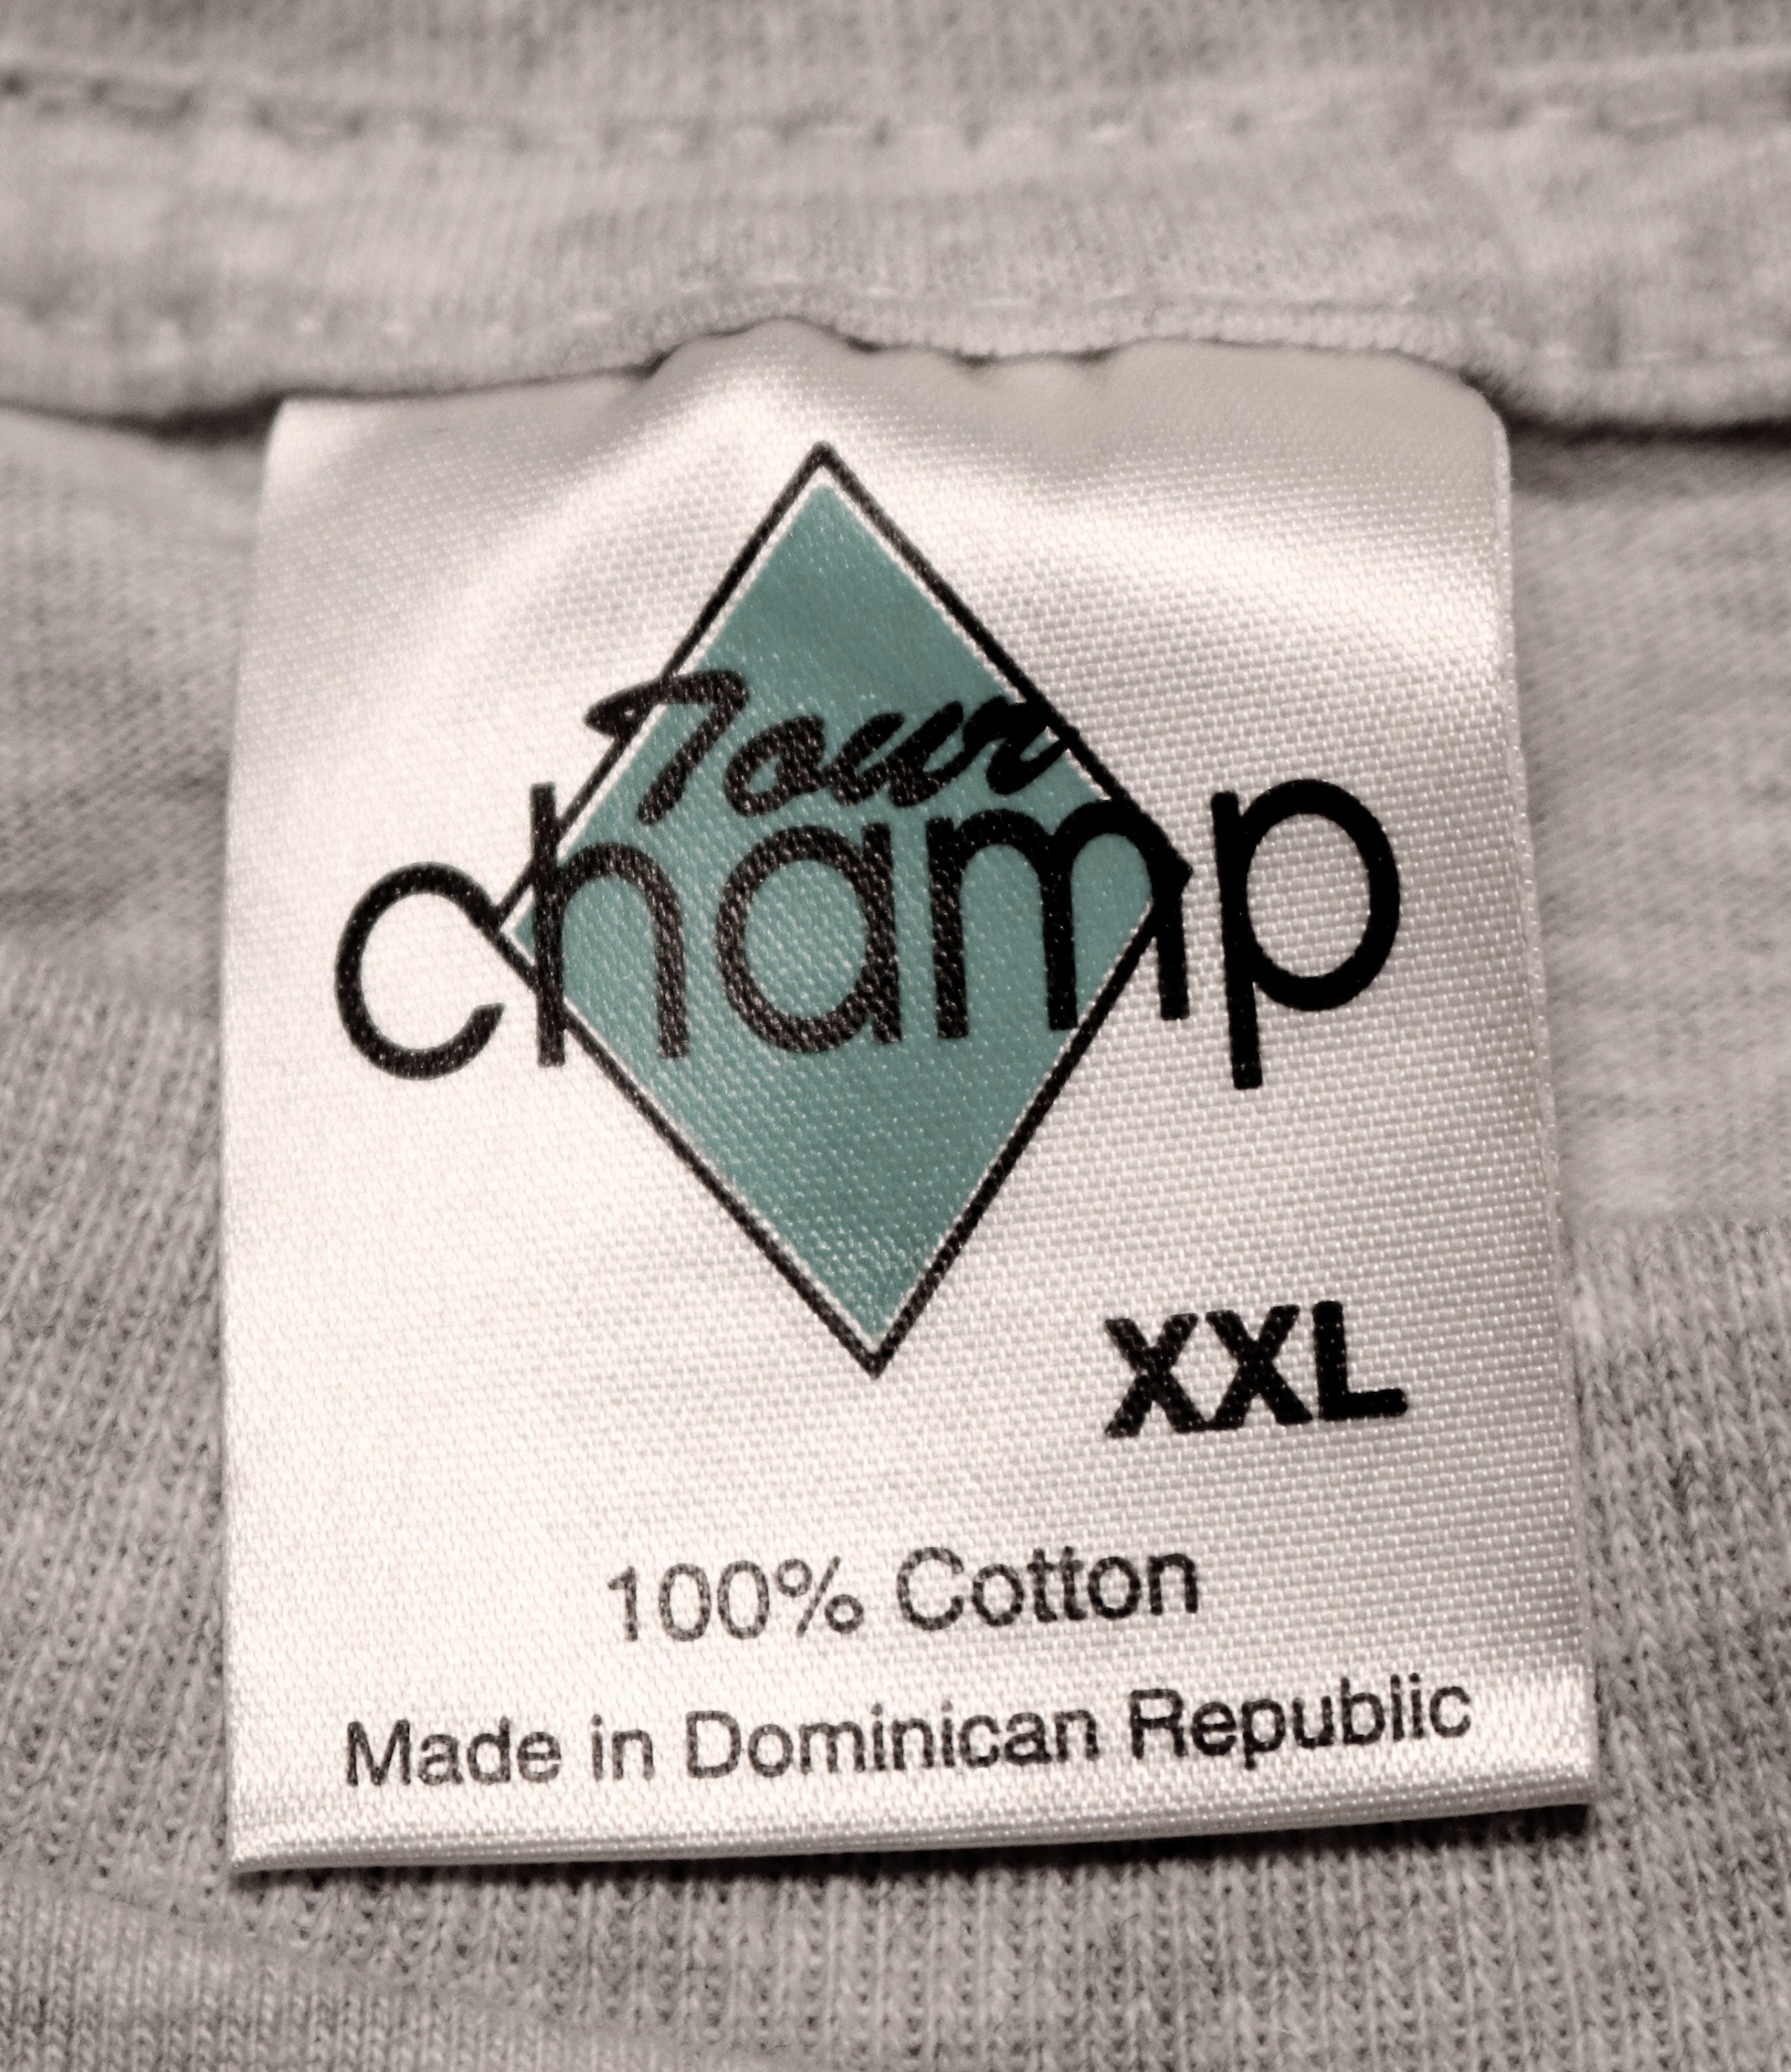 Tour
champ
XXL
100% Cotton
Made in Dominican Republic